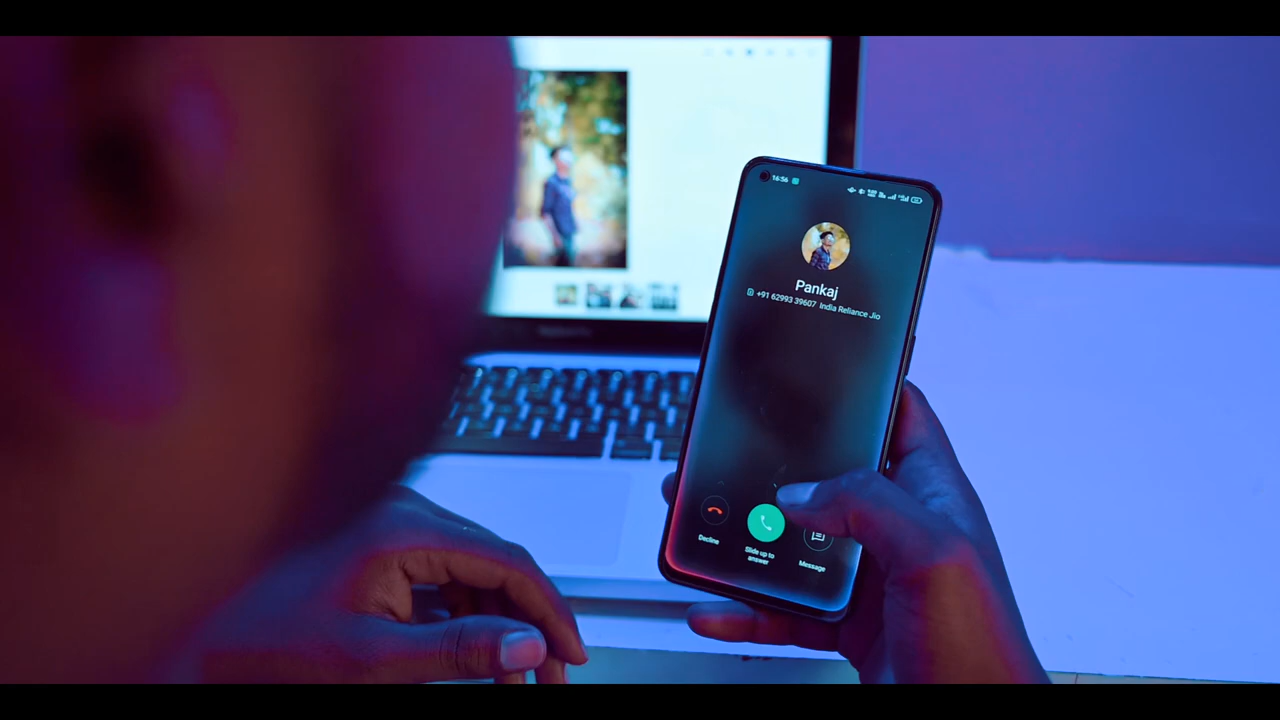 16:56
Pankaj
+91 62993 39607 India Reliance Jio
Decline
Slide up to
answer
Message